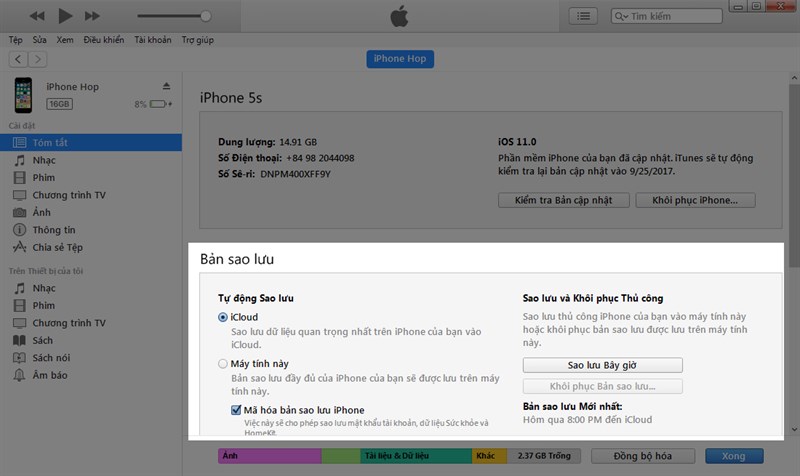 Tìm kiếm
Tệp Sửa Xem Điều khiển Tài khoản Trợ giúp
iPhone Hop
iPhone Hop
16GB 8%
Cài đặt
Tóm tắt
Nhạc
Phim
Chương trình TV
Ảnh
Thông tin
Chia sẻ Tệp
Trên Thiết bị của tôi
Nhạc
Phim
Chương trình TV
Sách
Sách nói
Âm báo
iPhone 5s
Dung lượng: 14.91 GB
Số Điện thoại: +84 98 2044098
Số Sê-ri: DNPM400XFF9Y
iOS 11.0
Phần mềm iPhone của bạn đã cập nhật. iTunes sẽ tự động
kiểm tra lại bản cập nhật vào 9/25/2017.
Kiểm tra Bản cập nhật
Khôi phục iPhone...
Bản sao lưu
Tự động Sao lưu
iCloud
Sao lưu dữ liệu quan trọng nhất trên iPhone của bạn vào
iCloud.
Máy tính này
Bản sao lưu đầy đủ của iPhone của bạn sẽ được lưu trên máy
tính này.
Mã hóa bản sao lưu iPhone
Việc này sẽ cho phép sao lưu mật khẩu tài khoản, dữ liệu Sức khỏe và
HomeKit.
Sao lưu và Khôi phục Thủ công
Sao lưu thủ công iPhone của bạn vào máy tính này
hoặc khôi phục bản sao lưu được lưu trên máy tính
này.
Sao lưu Bây giờ
Khôi phục Bản sao lưu...
Bản sao lưu Mới nhất:
Hôm qua 8:00 PM đến iCloud
Ảnh Tài liệu & Dữ liệu Khác 2.37 GB Trống
Đồng bộ hóa
Xong